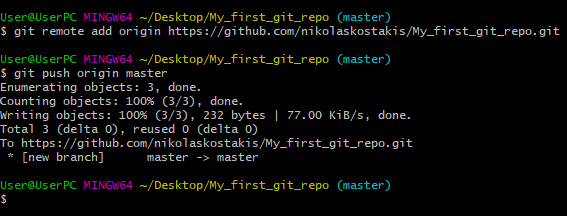 User@UserPC MINGW64 ~/Desktop/My_first_git_repo (master)
$ git remote add origin https://github.com/nikolaskostakis/My_first_git_repo.git

User@UserPC MINGW64 ~/Desktop/My_first_git_repo (master)
$ git push origin master
Enumerating objects: 3, done.
Counting objects: 100% (3/3), done.
Writing objects: 100% (3/3), 232 bytes | 77.00 KiB/s, done.
Total 3 (delta 0), reused 0 (delta 0)
To https://github.com/nikolaskostakis/My_first_git_repo.git
 * [new branch]      master -> master

User@UserPC MINGW64 ~/Desktop/My_first_git_repo (master)
$